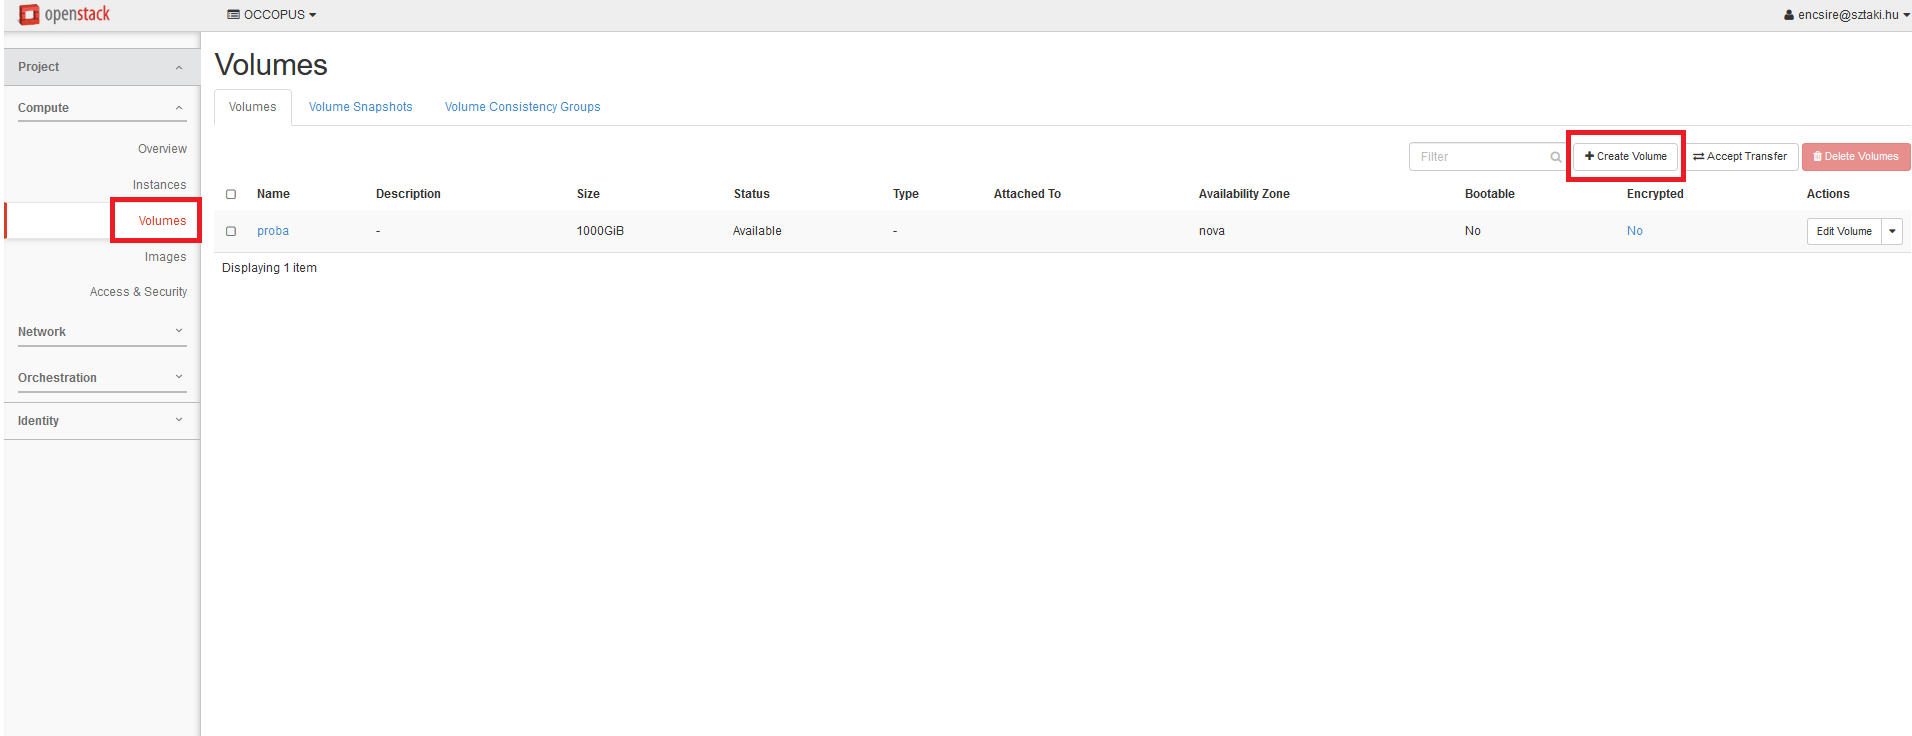 openstack OCCOPUS encsire@sztaki.hu
Project
Compute
Overview
Instances
Volumes
Images
Access & Security
Network
Orchestration
Identity
Volumes
Volumes Volume Snapshots Volume Consistency Groups
Filter Create Volume Accept Transfer Delete Volumes
Name Description Size Status Type Attached To Availability Zone Bootable Encrypted Actions
proba - 1000GiB Available - nova No No Edit Volume
Displaying 1 item